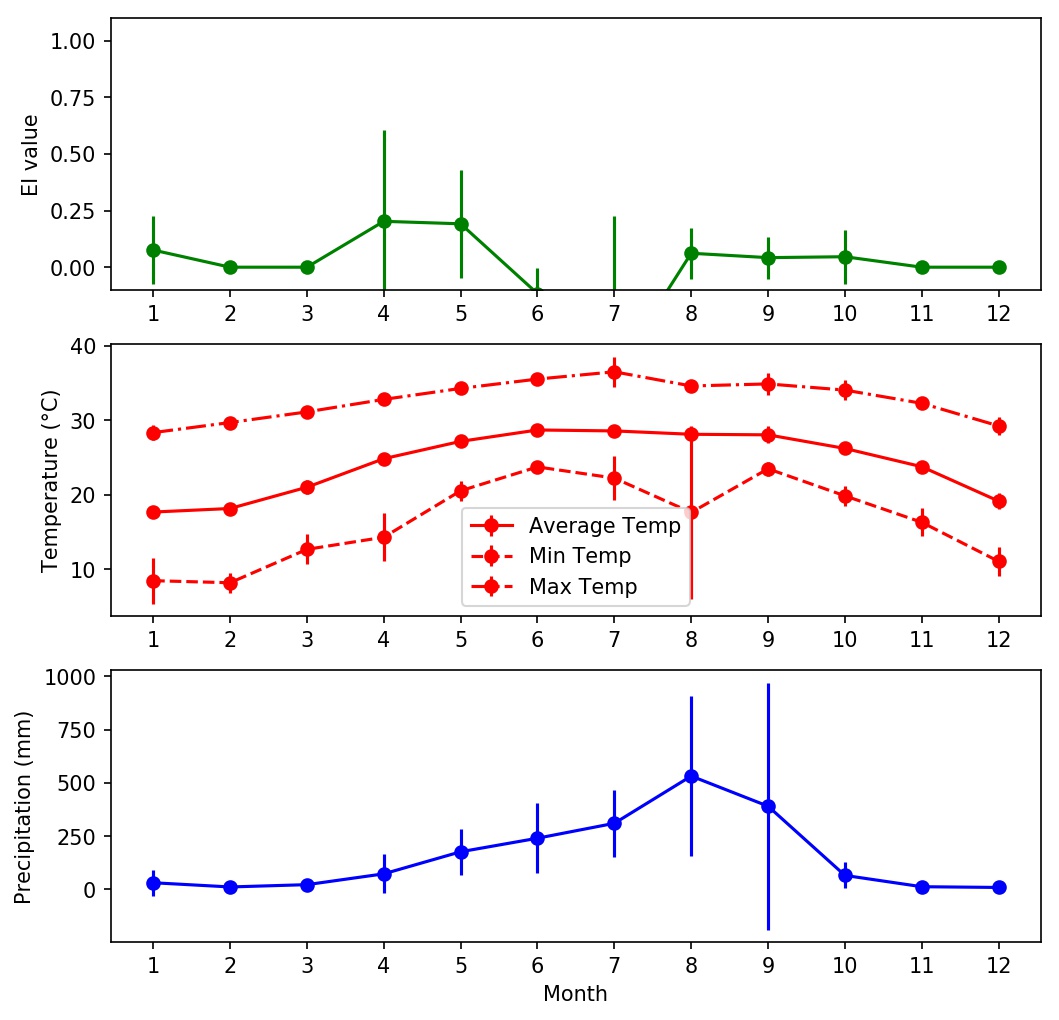 1.00
0.75
0.50
0.25
0.00
EI value
1 2 3 4 5 6 7 8 9 10 11 12
40
30
20
10
Temperature (°C)
Average Temp
Min Temp
Max Temp
1 2 3 4 5 6 7 8 9 10 11 12
1000
750
500
250
0
Precipitation (mm)
1 2 3 4 5 6 7 8 9 10 11 12
Month